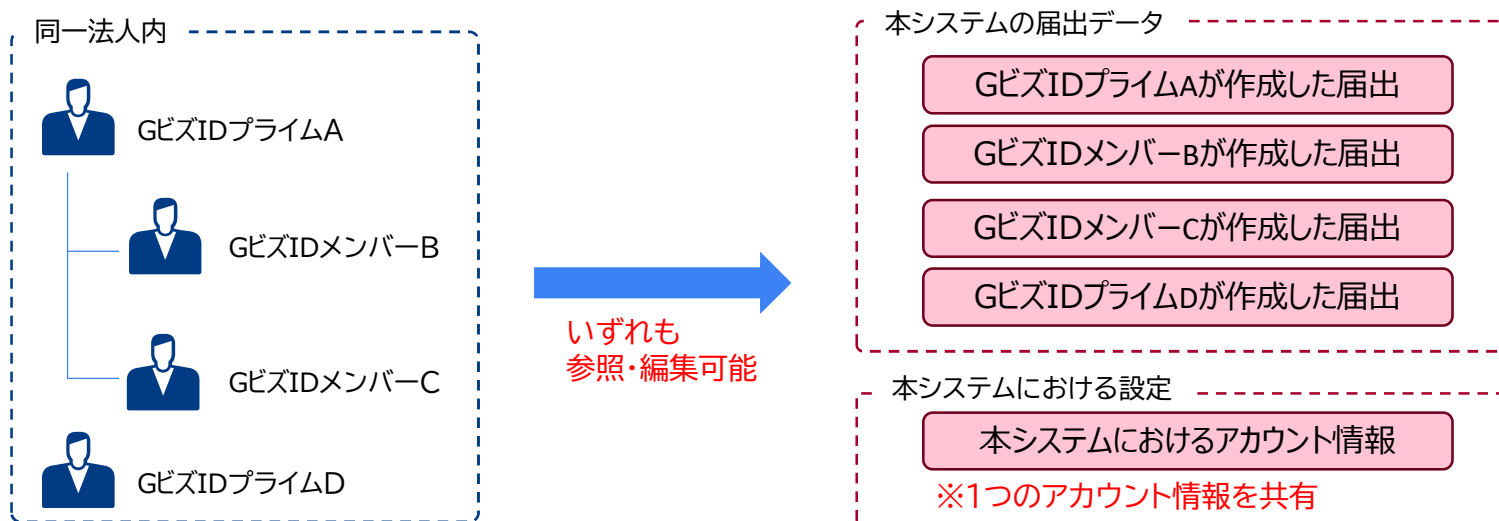 同一法人内
GビズIDプライムA
GビズIDメンバーB
GビズIDメンバーC
GビズIDプライムD
いずれも
参照・編集可能
本システムの届出データ
GビズIDプライムAが作成した届出
GビズIDメンバーBが作成した届出
GビズIDメンバーCが作成した届出
GビズIDプライムDが作成した届出
本システムにおける設定
本システムにおけるアカウント情報
※1つのアカウント情報を共有